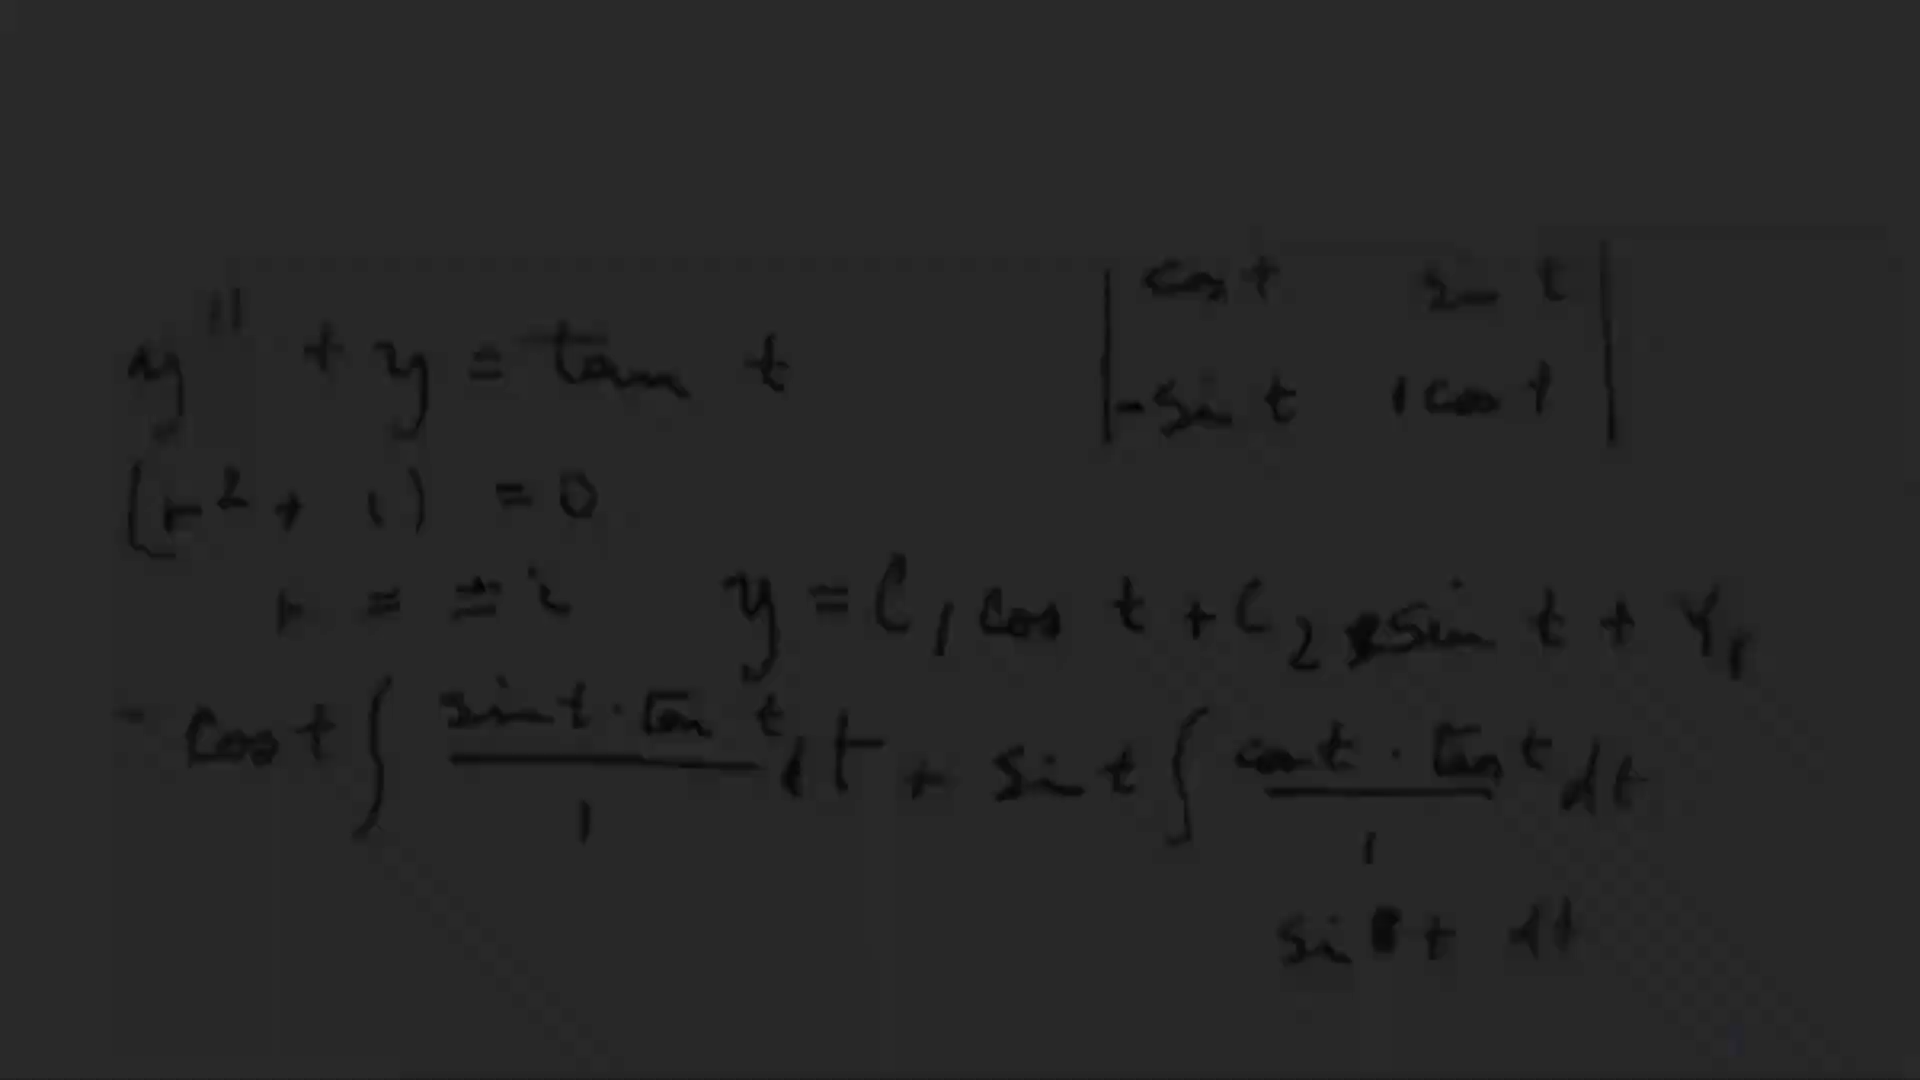 | cos t sin t |
y'' + y = tan t
| -sin t cos t |
(r² + 1) = 0
r = ± i y = C₁ cos t + C₂ sin t + Yₚ
- cos t ∫ (sin t · tan t)/1 dt + sin t ∫ (cos t · tan t)/1 dt
sin t dt